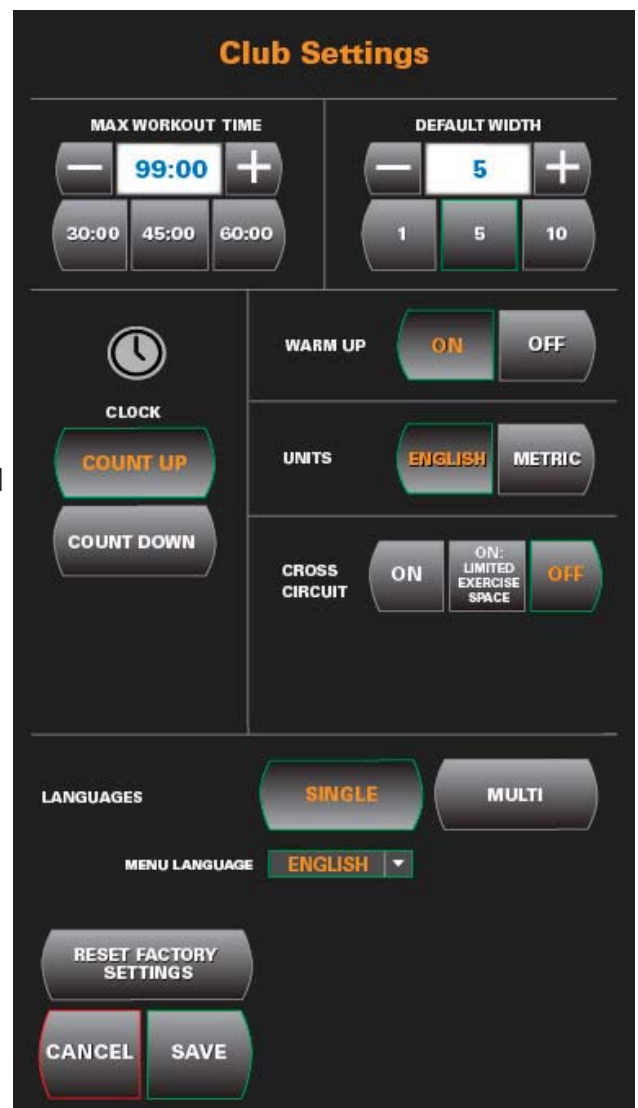 Club Settings
MAX WORKOUT TIME
99:00
30:00 45:00 60:00
DEFAULT WIDTH
5
1 5 10
CLOCK
COUNT UP
COUNT DOWN
WARM UP ON OFF
UNITS ENGLISH METRIC
CROSS
CIRCUIT
ON
ON:
LIMITED
EXERCISE
SPACE
OFF
LANGUAGES SINGLE MULTI
MENU LANGUAGE ENGLISH
RESET FACTORY
SETTINGS
CANCEL SAVE